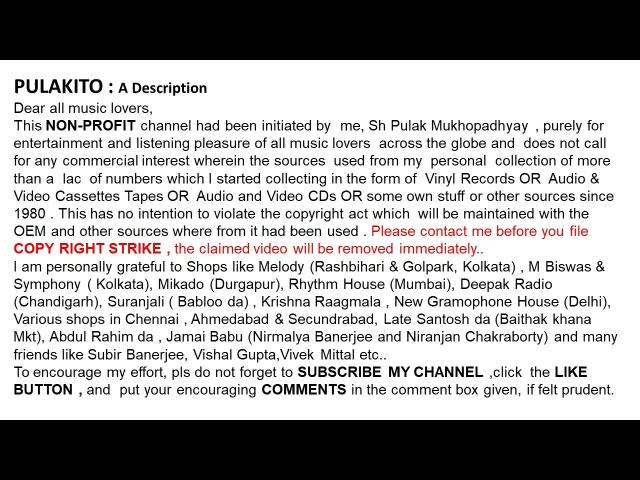 PULAKITO : A Description
Dear all music lovers,
This NON-PROFIT channel had been initiated by me, Sh Pulak Mukhopadhyay , purely for
entertainment and listening pleasure of all music lovers across the globe and does not call
for any commercial interest wherein the sources used from my personal collection of more
than a lac of numbers which I started collecting in the form of Vinyl Records OR Audio &
Video Cassettes Tapes OR Audio and Video CDs OR some own stuff or other sources since
1980 . This has no intention to violate the copyright act which will be maintained with the
OEM and other sources where from it had been used . Please contact me before you file
COPY RIGHT STRIKE , the claimed video will be removed immediately..
I am personally grateful to Shops like Melody (Rashbihari & Golpark, Kolkata) , M Biswas &
Symphony ( Kolkata), Mikado (Durgapur), Rhythm House (Mumbai), Deepak Radio
(Chandigarh), Suranjali ( Babloo da) , Krishna Raagmala , New Gramophone House (Delhi),
Various shops in Chennai , Ahmedabad & Secundrabad, Late Santosh da (Baithak khana
Mkt), Abdul Rahim da , Jamai Babu (Nirmalya Banerjee and Niranjan Chakraborty) and many
friends like Subir Banerjee, Vishal Gupta,Vivek Mittal etc..
To encourage my effort, pls do not forget to SUBSCRIBE MY CHANNEL ,click the LIKE
BUTTON , and put your encouraging COMMENTS in the comment box given, if felt prudent.